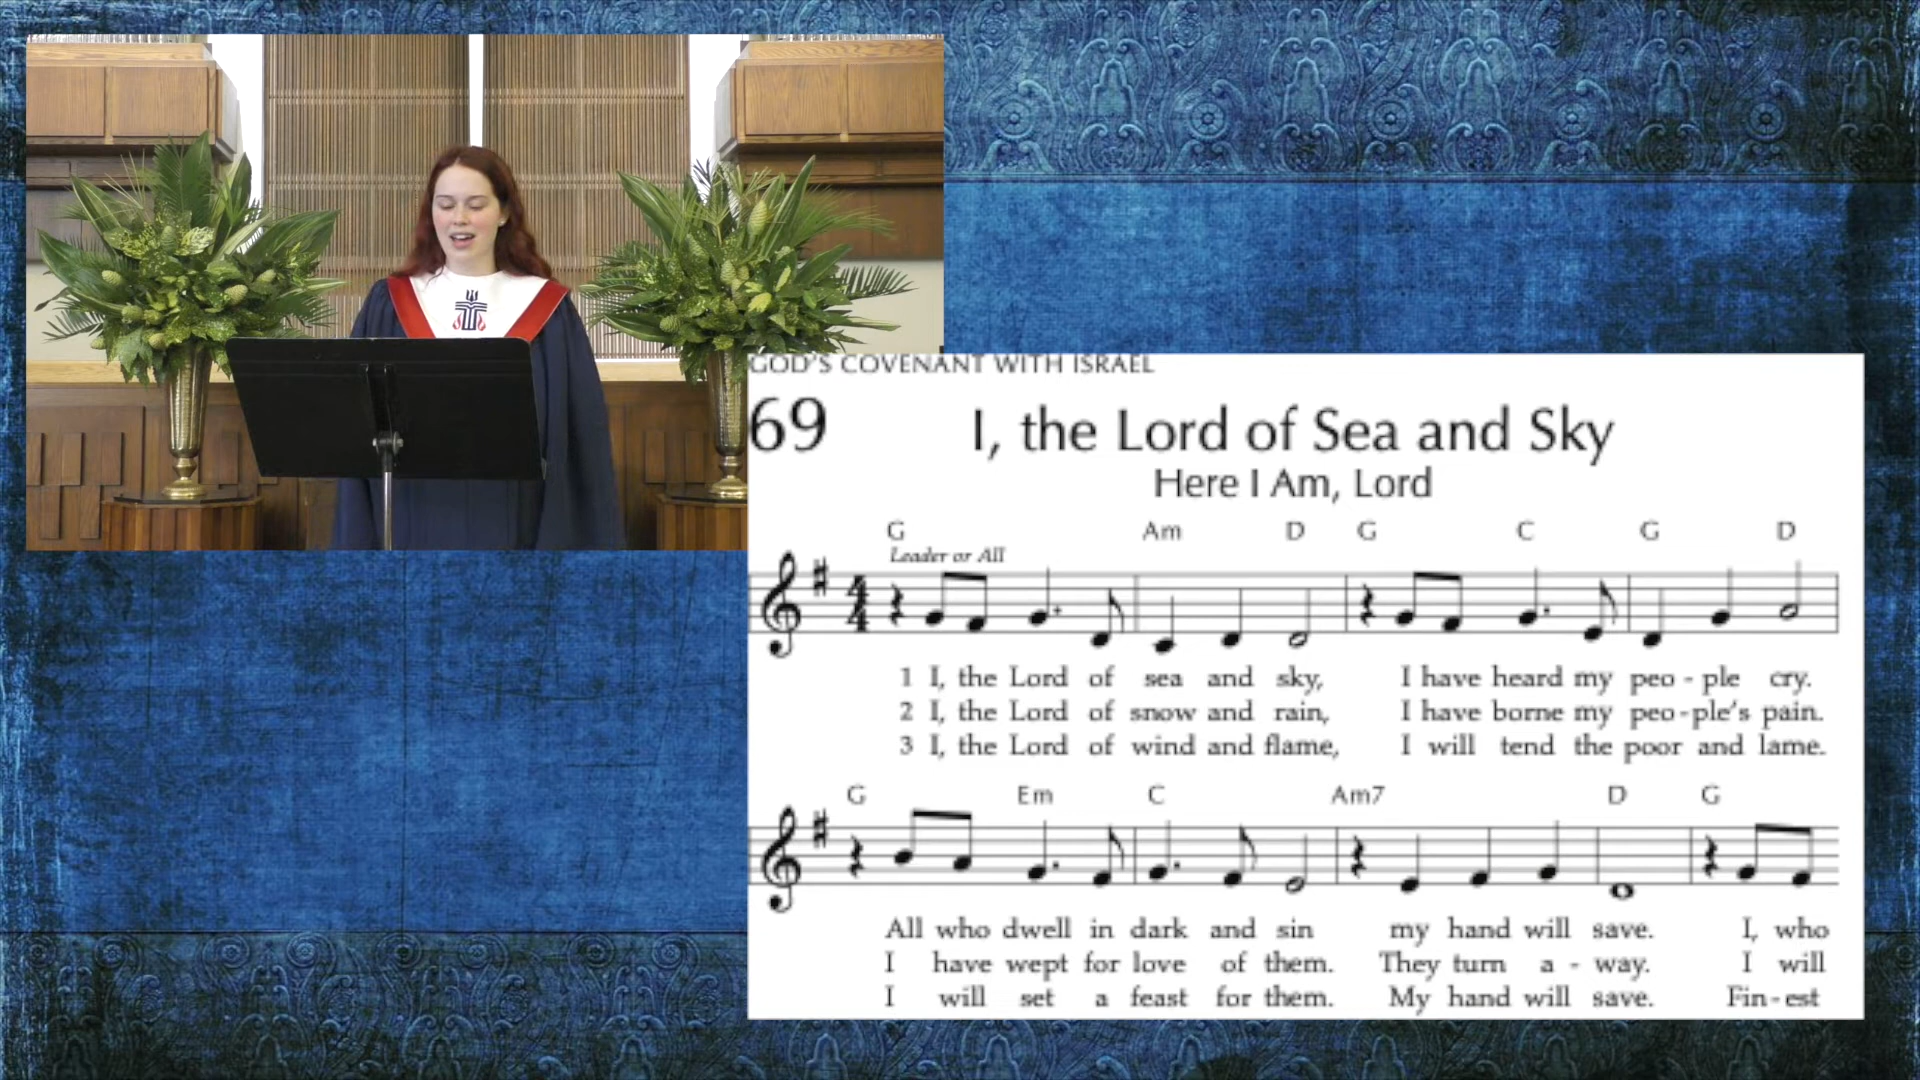 GOD'S COVENANT WITH ISRAEL
69 I, the Lord of Sea and Sky
Here I Am, Lord
G Am D G C G D
Leader or All
1 I, the Lord of sea and sky, I have heard my peo - ple cry.
2 I, the Lord of snow and rain, I have borne my peo - ple's pain.
3 I, the Lord of wind and flame, I will tend the poor and lame.
G Em C Am7 D G
All who dwell in dark and sin my hand will save. I, who
I have wept for love of them. They turn a - way. I will
I will set a feast for them. My hand will save. Fin - est